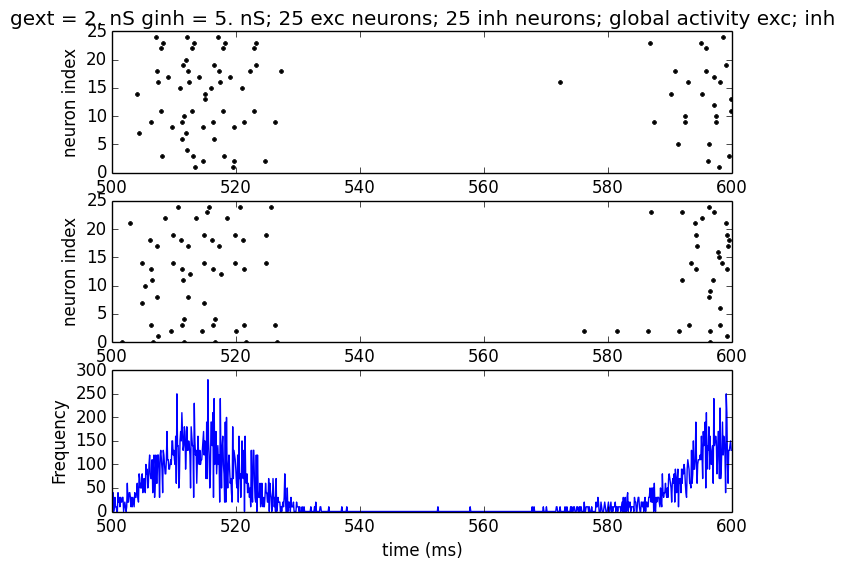 gext = 2. nS ginh = 5. nS; 25 exc neurons; 25 inh neurons; global activity exc; inh
25
20
15
10
5
0
neuron index
500 520 540 560 580 600
25
20
15
10
5
0
neuron index
500 520 540 560 580 600
300
250
200
150
100
50
0
Frequency
500 520 540 560 580 600
time (ms)